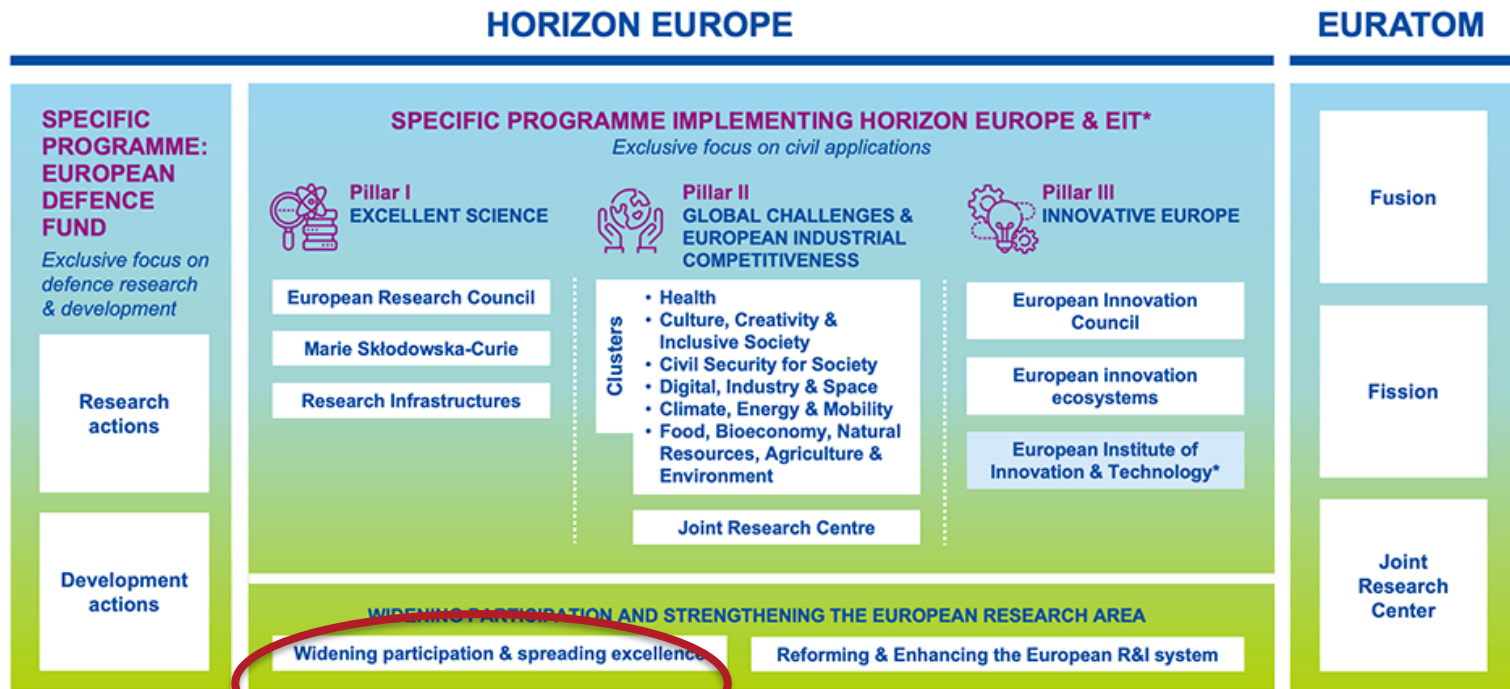 HORIZON EUROPE
EURATOM
SPECIFIC
PROGRAMME:
EUROPEAN
DEFENCE
FUND
Exclusive focus on
defence research
& development
Research
actions
Development
actions
SPECIFIC PROGRAMME IMPLEMENTING HORIZON EUROPE & EIT*
Exclusive focus on civil applications
Pillar I
EXCELLENT SCIENCE
European Research Council
Marie Skłodowska-Curie
Research Infrastructures
Pillar II
GLOBAL CHALLENGES &
EUROPEAN INDUSTRIAL
COMPETITIVENESS
Clusters
• Health
• Culture, Creativity &
Inclusive Society
• Civil Security for Society
• Digital, Industry & Space
• Climate, Energy & Mobility
• Food, Bioeconomy, Natural
Resources, Agriculture &
Environment
Joint Research Centre
Pillar III
INNOVATIVE EUROPE
European Innovation
Council
European innovation
ecosystems
European Institute of
Innovation & Technology*
WIDENING PARTICIPATION AND STRENGTHENING THE EUROPEAN RESEARCH AREA
Widening participation & spreading excellence
Reforming & Enhancing the European R&I system
Fusion
Fission
Joint
Research
Center